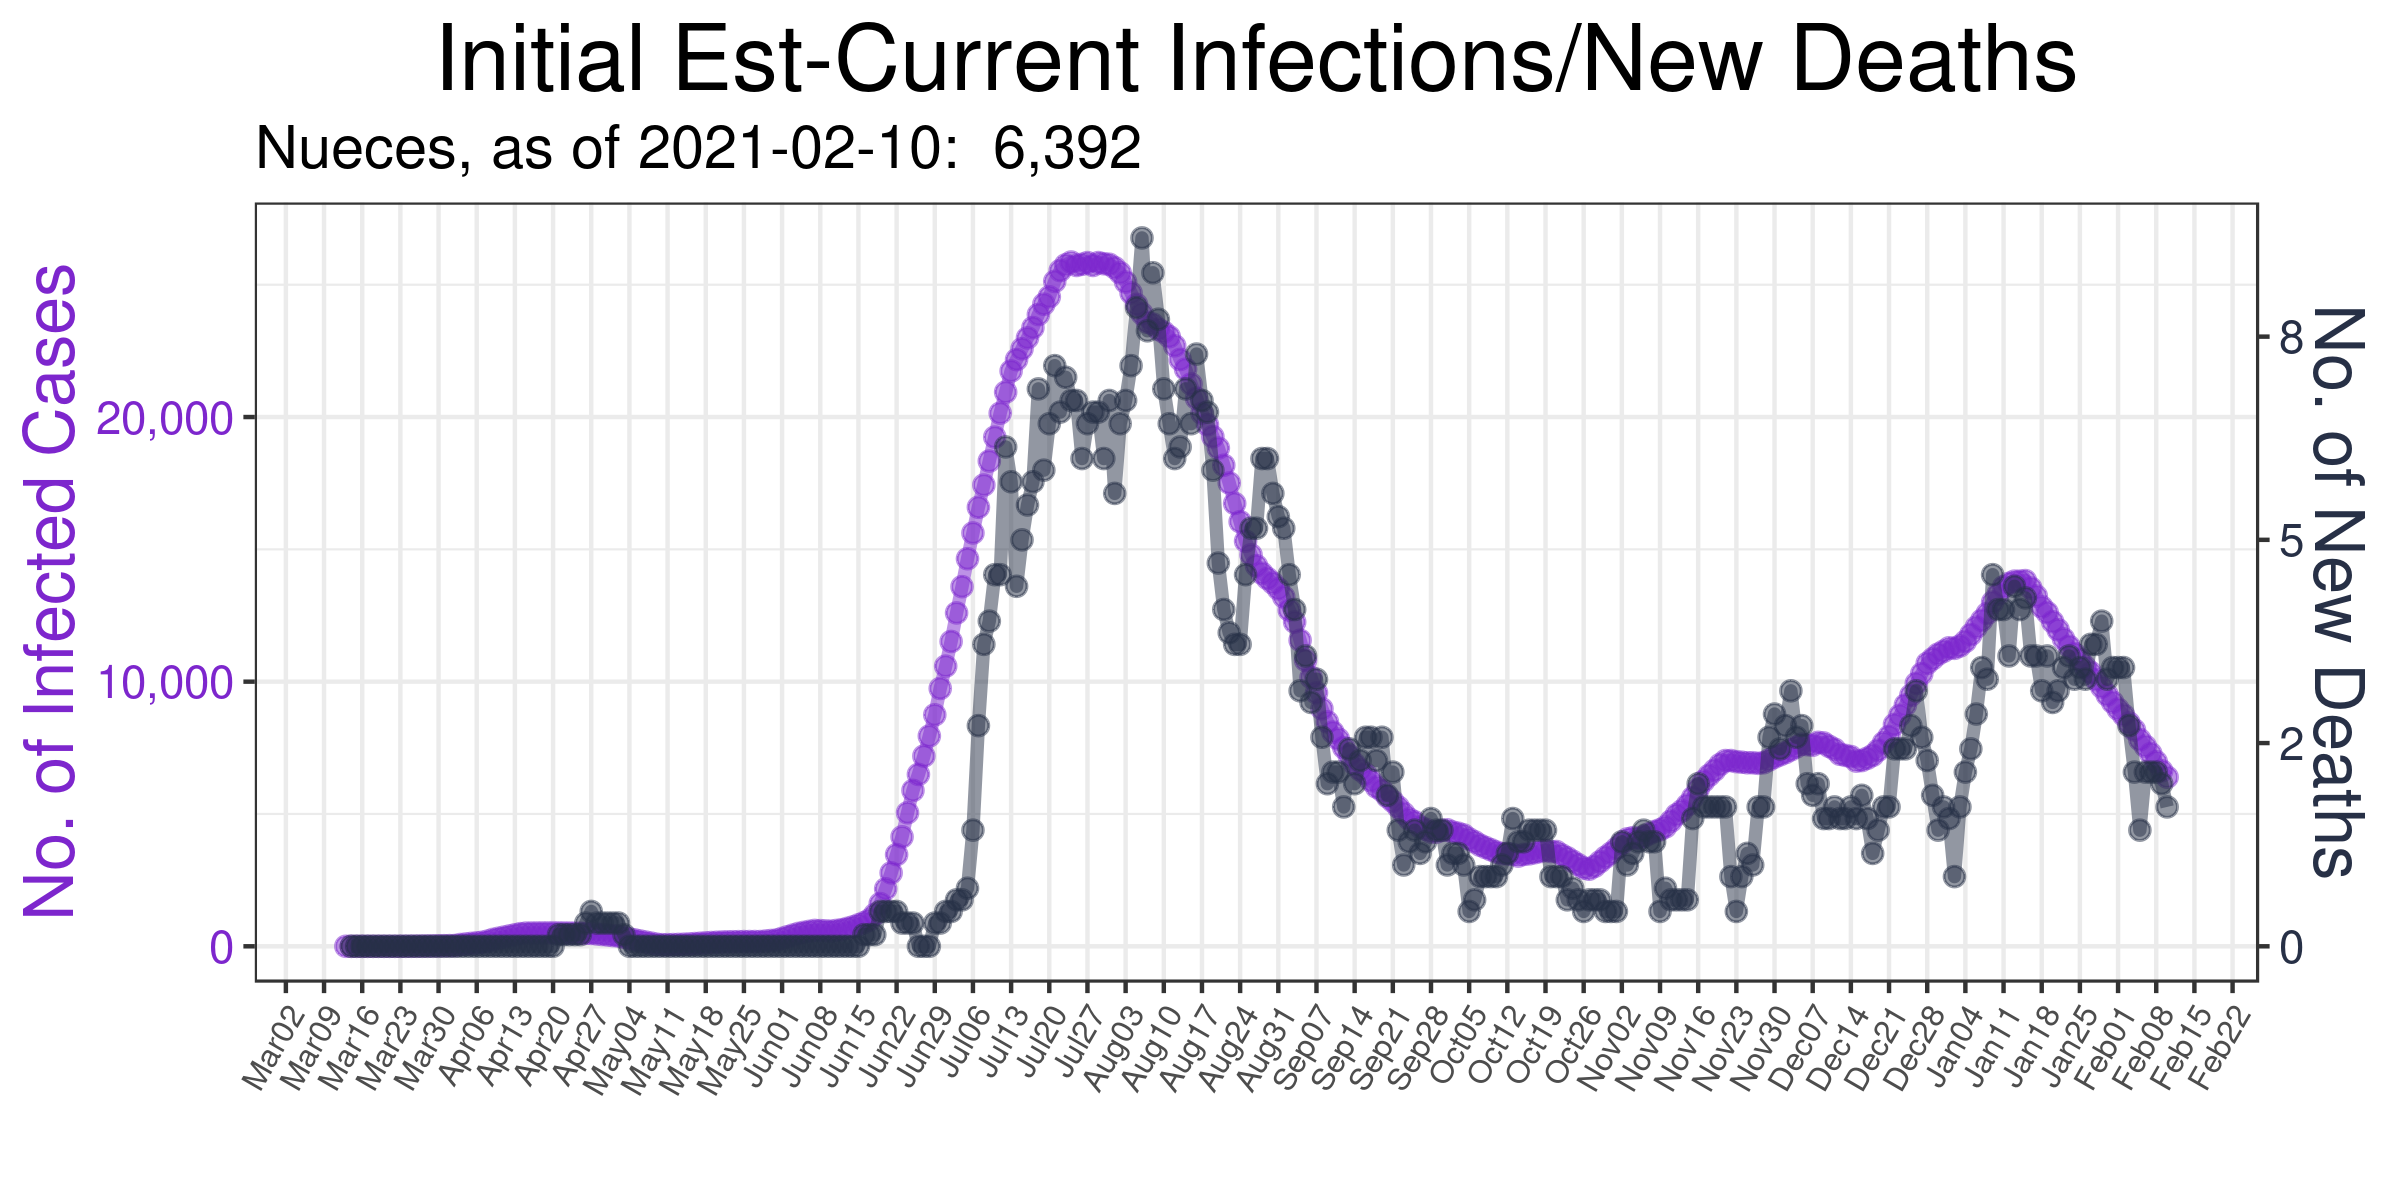 Initial Est-Current Infections/New Deaths
Nueces, as of 2021-02-10:  6,392
No. of Infected Cases
20,000
10,000
0
No. of New Deaths
8
5
2
0
Mar02
Mar09
Mar16
Mar23
Mar30
Apr06
Apr13
Apr20
Apr27
May04
May11
May18
May25
Jun01
Jun08
Jun15
Jun22
Jun29
Jul06
Jul13
Jul20
Jul27
Aug03
Aug10
Aug17
Aug24
Aug31
Sep07
Sep14
Sep21
Sep28
Oct05
Oct12
Oct19
Oct26
Nov02
Nov09
Nov16
Nov23
Nov30
Dec07
Dec14
Dec21
Dec28
Jan04
Jan11
Jan18
Jan25
Feb01
Feb08
Feb15
Feb22